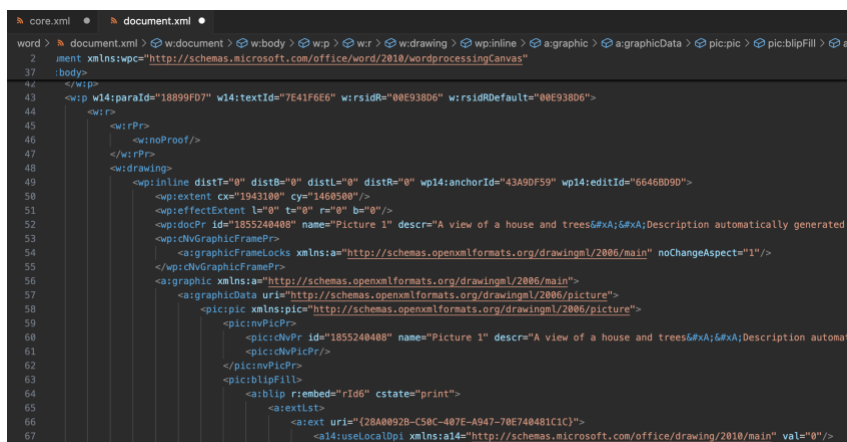 core.xml
document.xml
word > document.xml > w:document > w:body > w:p > w:r > w:drawing > wp:inline > a:graphic > a:graphicData > pic:pic > pic:blipFill > a
2 ument xmlns:wpc="http://schemas.microsoft.com/office/word/2010/wordprocessingCanvas"
37 :body>
42 </w:p>
43 <w:p w14:paraId="18899FD7" w14:textId="7E41F6E6" w:rsidR="00E938D6" w:rsidRDefault="00E938D6">
44 <w:r>
45 <w:rPr>
46 <w:noProof/>
47 </w:rPr>
48 <w:drawing>
49 <wp:inline distT="0" distB="0" distL="0" distR="0" wp14:anchorId="43A9DF59" wp14:editId="6646BD9D">
50 <wp:extent cx="1943100" cy="1460500"/>
51 <wp:effectExtent l="0" t="0" r="0" b="0"/>
52 <wp:docPr id="1855240408" name="Picture 1" descr="A view of a house and trees&#xA;&#xA;Description automatically generated
53 <wp:cNvGraphicFramePr>
54 <a:graphicFrameLocks xmlns:a="http://schemas.openxmlformats.org/drawingml/2006/main" noChangeAspect="1"/>
55 </wp:cNvGraphicFramePr>
56 <a:graphic xmlns:a="http://schemas.openxmlformats.org/drawingml/2006/main">
57 <a:graphicData uri="http://schemas.openxmlformats.org/drawingml/2006/picture">
58 <pic:pic xmlns:pic="http://schemas.openxmlformats.org/drawingml/2006/picture">
59 <pic:nvPicPr>
60 <pic:cNvPr id="1855240408" name="Picture 1" descr="A view of a house and trees&#xA;&#xA;Description automa
61 <pic:cNvPicPr/>
62 </pic:nvPicPr>
63 <pic:blipFill>
64 <a:blip r:embed="rId6" cstate="print">
65 <a:extLst>
66 <a:ext uri="{28A0092B-C50C-407E-A947-70E740481C1C}">
67 <a14:useLocalDpi xmlns:a14="http://schemas.microsoft.com/office/drawing/2010/main" val="0"/>